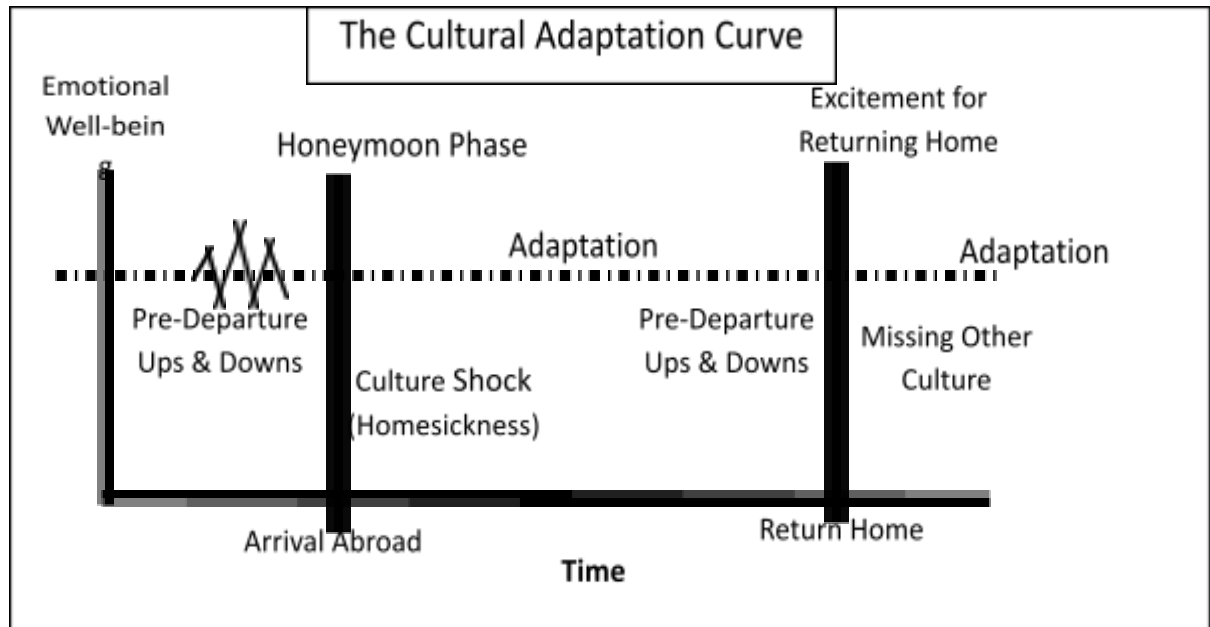 The Cultural Adaptation Curve
Emotional
Well-bein
g
Honeymoon Phase
Excitement for
Returning Home
Adaptation
Adaptation
Pre-Departure
Ups & Downs
Culture Shock
(Homesickness)
Pre-Departure
Ups & Downs
Missing Other
Culture
Arrival Abroad
Return Home
Time